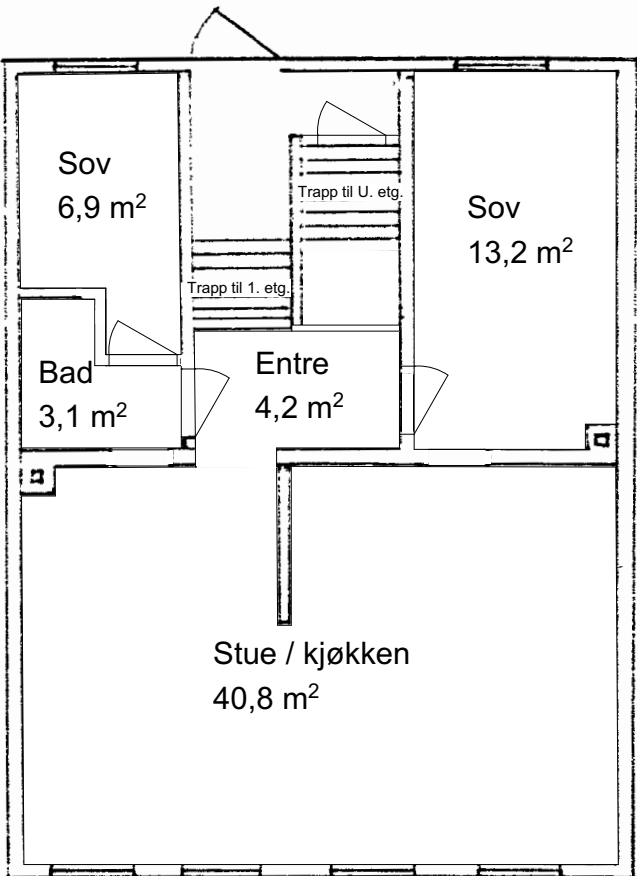 Sov
6,9 m²
Trapp til U. etg.
Sov
13,2 m²
Trapp til 1. etg.
Bad
3,1 m²
Entre
4,2 m²
Stue / kjøkken
40,8 m²